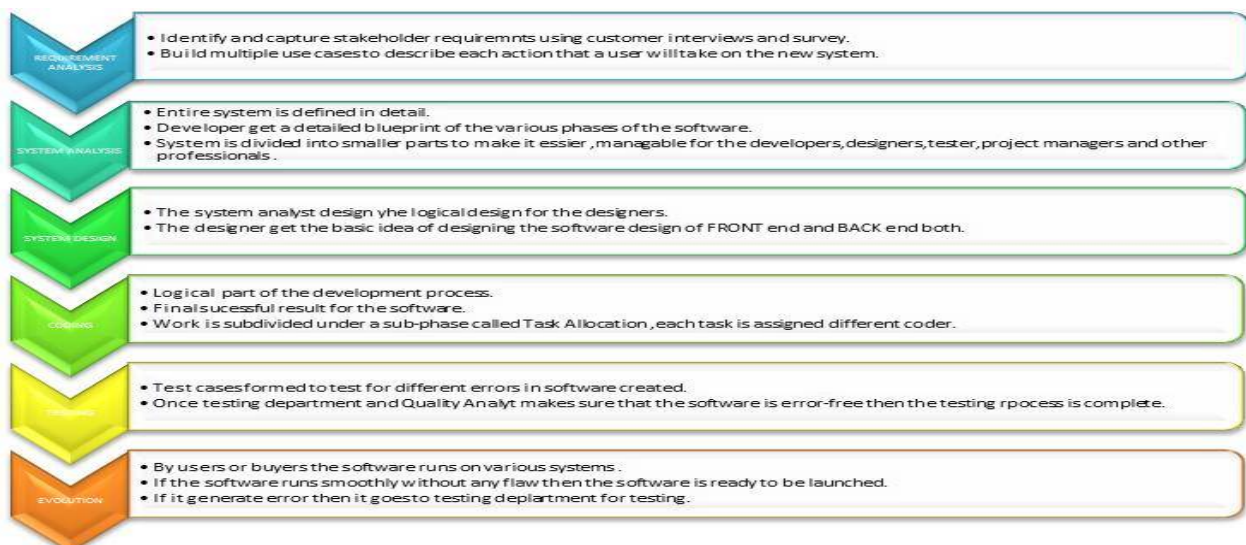 REQUIREMENT
ANALYSIS
• Identify and capture stakeholder requiremnts using customer interviews and survey.
• Build multiple use cases to describe each action that a user will take on the new system.
SYSTEM ANALYSIS
• Entire system is defined in detail.
• Developer get a detailed blueprint of the various phases of the software.
• System is divided into smaller parts to make it essier ,managable for the developers,designers,tester,project managers and other
professionals .
SYSTEM DESIGN
• The system analyst design yhe logical design for the designers.
• The designer get the basic idea of designing the software design of FRONT end and BACK end both.
CODING
• Logical part of the development process.
• Final sucessful result for the software.
• Work is subdivided under a sub-phase called Task Allocation ,each task is assigned different coder.
TESTING
• Test cases formed to test for different errors in software created.
• Once testing department and Quality Analyt makes sure that the software is error-free then the testing rpocess is complete.
EVOLUTION
• By users or buyers the software runs on various systems .
• If the software runs smoothly without any flaw then the software is ready to be launched.
• If it generate error then it goes to testing deplartment for testing.